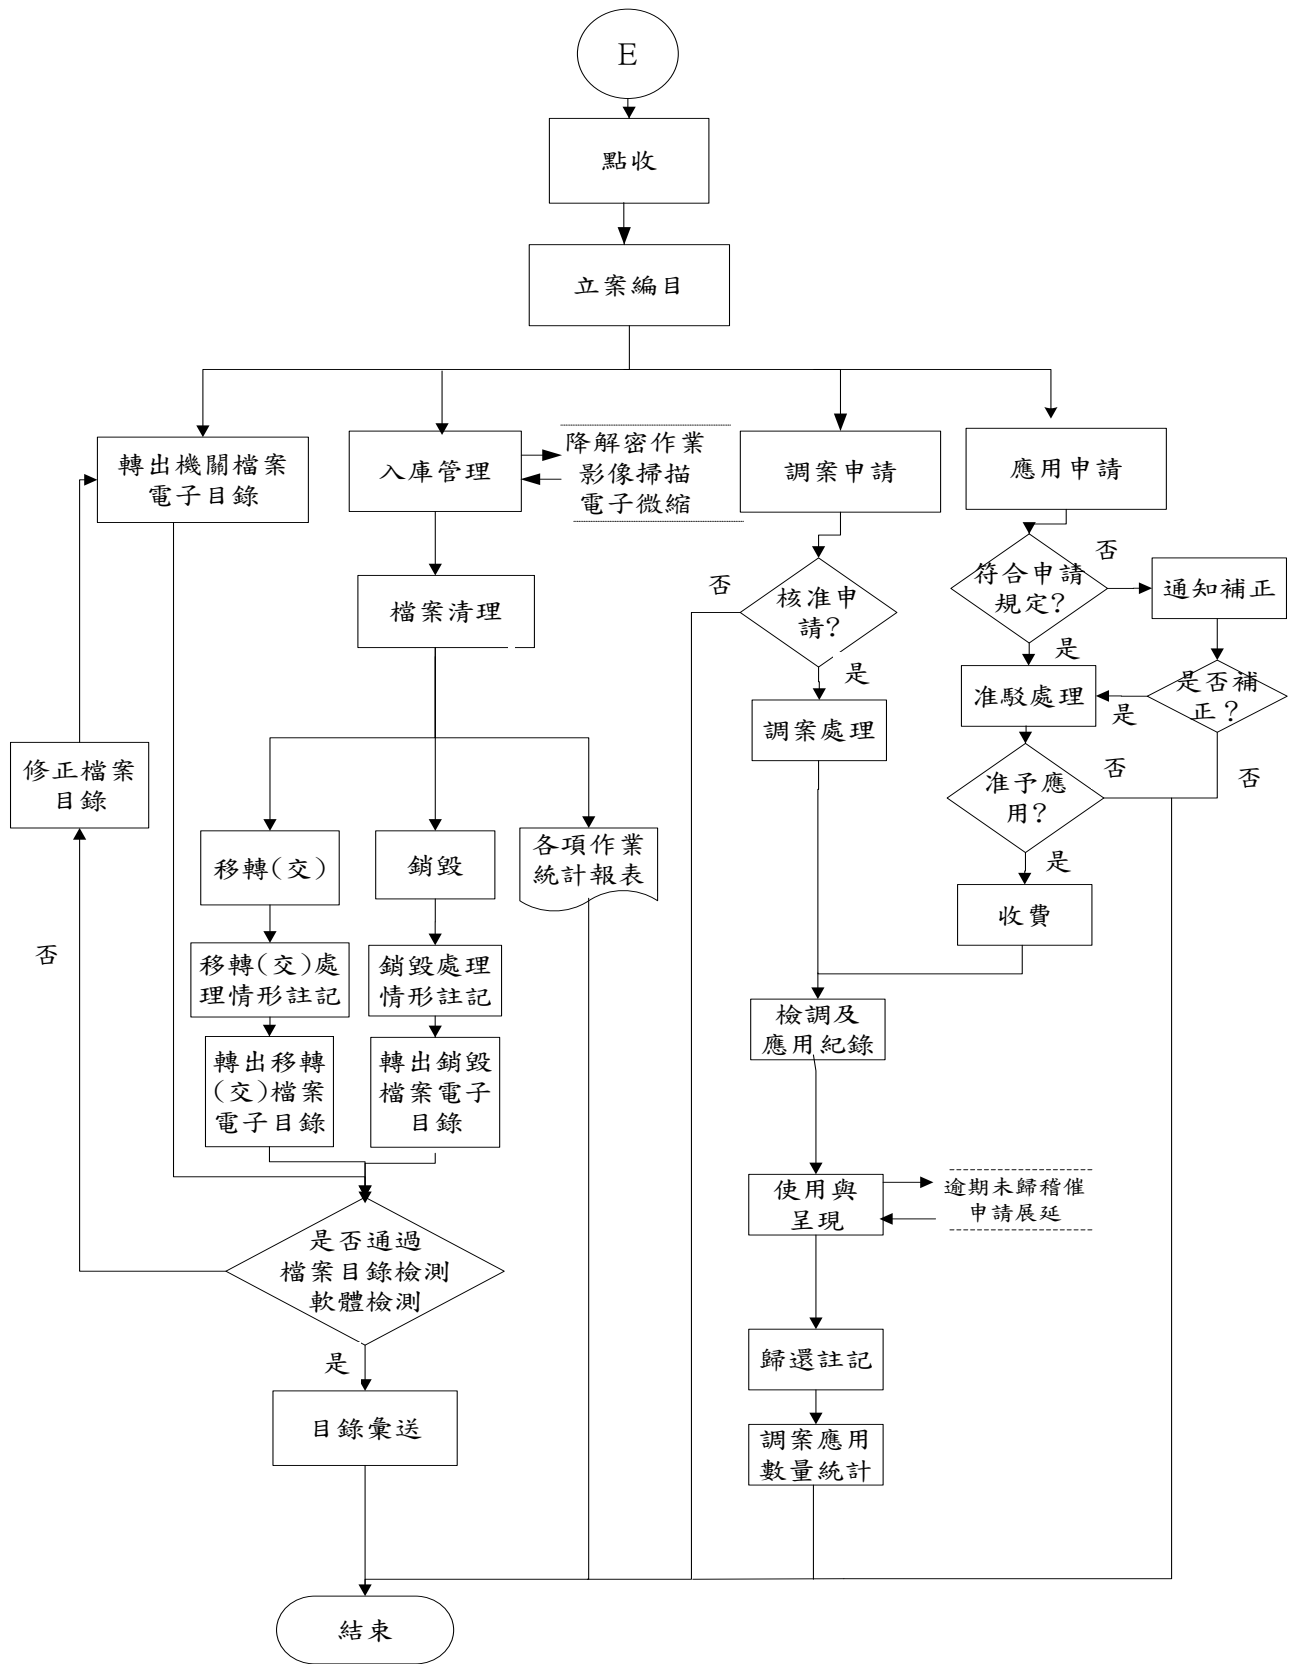 E
點收
立案編目
轉出機關檔案
電子目錄
入庫管理
降解密作業
影像掃描
電子微縮
調案申請
應用申請
檔案清理
否
核准申
請?
是
調案處理
符合申請
規定?
否
通知補正
是
准駁處理
是否補
正?
是
否
准予應
用?
否
是
收費
修正檔案
目錄
否
移轉(交)
銷毀
各項作業
統計報表
移轉(交)處
理情形註記
銷毀處理
情形註記
轉出移轉
(交)檔案
電子目錄
轉出銷毀
檔案電子
目錄
檢調及
應用紀錄
使用與
呈現
逾期未歸稽催
申請展延
是否通過
檔案目錄檢測
軟體檢測
是
目錄彙送
歸還註記
調案應用
數量統計
結束